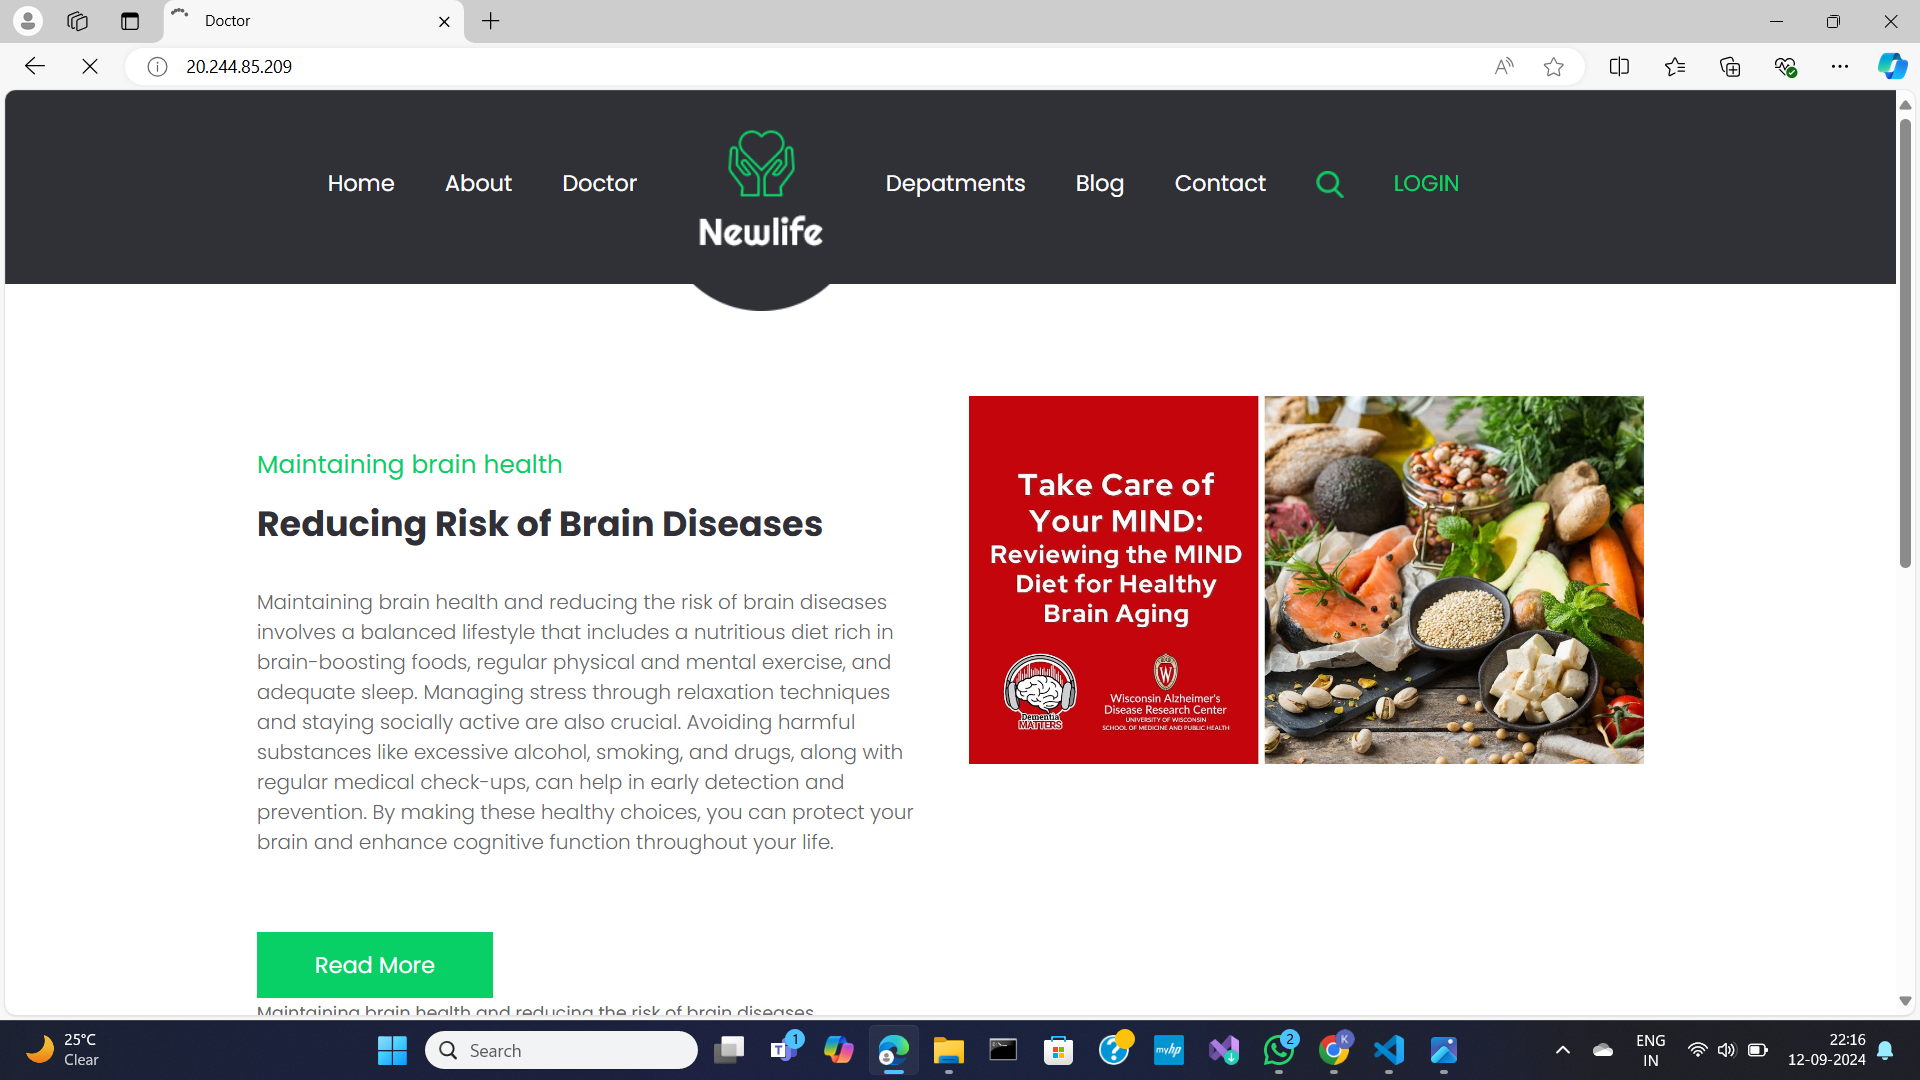 Doctor
20.244.85.209
Home
About
Doctor
Newlife
Depatments
Blog
Contact
LOGIN
Maintaining brain health
Reducing Risk of Brain Diseases
Maintaining brain health and reducing the risk of brain diseases
involves a balanced lifestyle that includes a nutritious diet rich in
brain-boosting foods, regular physical and mental exercise, and
adequate sleep. Managing stress through relaxation techniques
and staying socially active are also crucial. Avoiding harmful
substances like excessive alcohol, smoking, and drugs, along with
regular medical check-ups, can help in early detection and
prevention. By making these healthy choices, you can protect your
brain and enhance cognitive function throughout your life.
Read More
Maintaining brain health and reducing the risk of brain diseases
Take Care of
Your MIND:
Reviewing the MIND
Diet for Healthy
Brain Aging
Dementia
MATTERS
W
Wisconsin Alzheimer's
Disease Research Center
UNIVERSITY OF WISCONSIN
SCHOOL OF MEDICINE AND PUBLIC HEALTH
25°C
Clear
Search
1
myhp
2
K
ENG
IN
22:16
12-09-2024